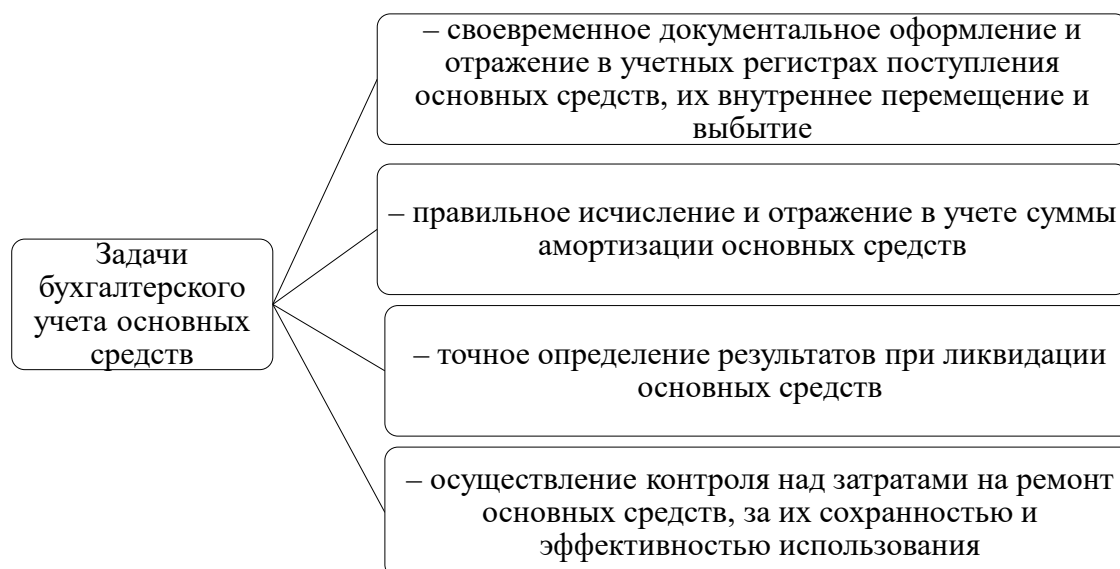 Задачи
бухгалтерского
учета основных
средств
– своевременное документальное оформление и
отражение в учетных регистрах поступления
основных средств, их внутреннее перемещение и
выбытие
– правильное исчисление и отражение в учете суммы
амортизации основных средств
– точное определение результатов при ликвидации
основных средств
– осуществление контроля над затратами на ремонт
основных средств, за их сохранностью и
эффективностью использования